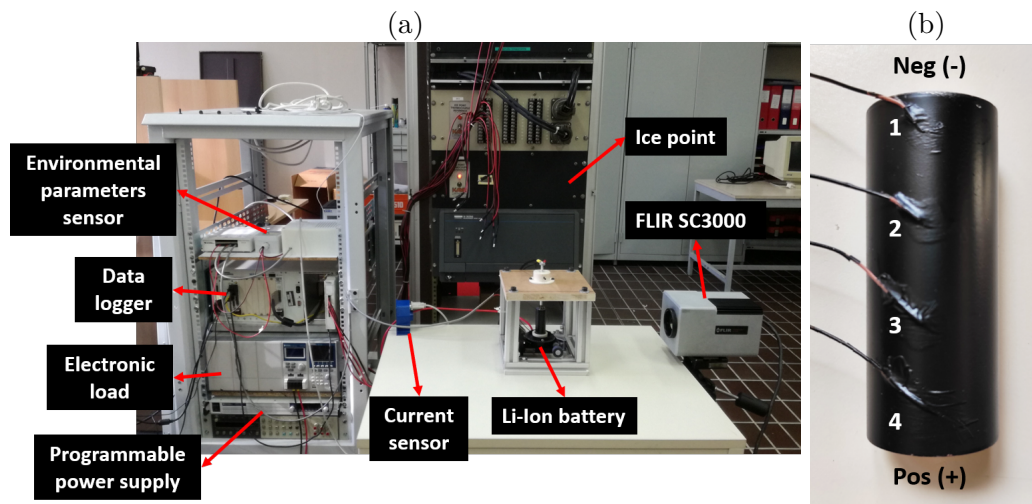 (a)
(b)
Environmental
parameters
sensor
Data
logger
Electronic
load
Programmable
power supply
Current
sensor
Li-Ion battery
Ice point
FLIR SC3000
FLIR
Neg (-)
1
2
3
4
Pos (+)